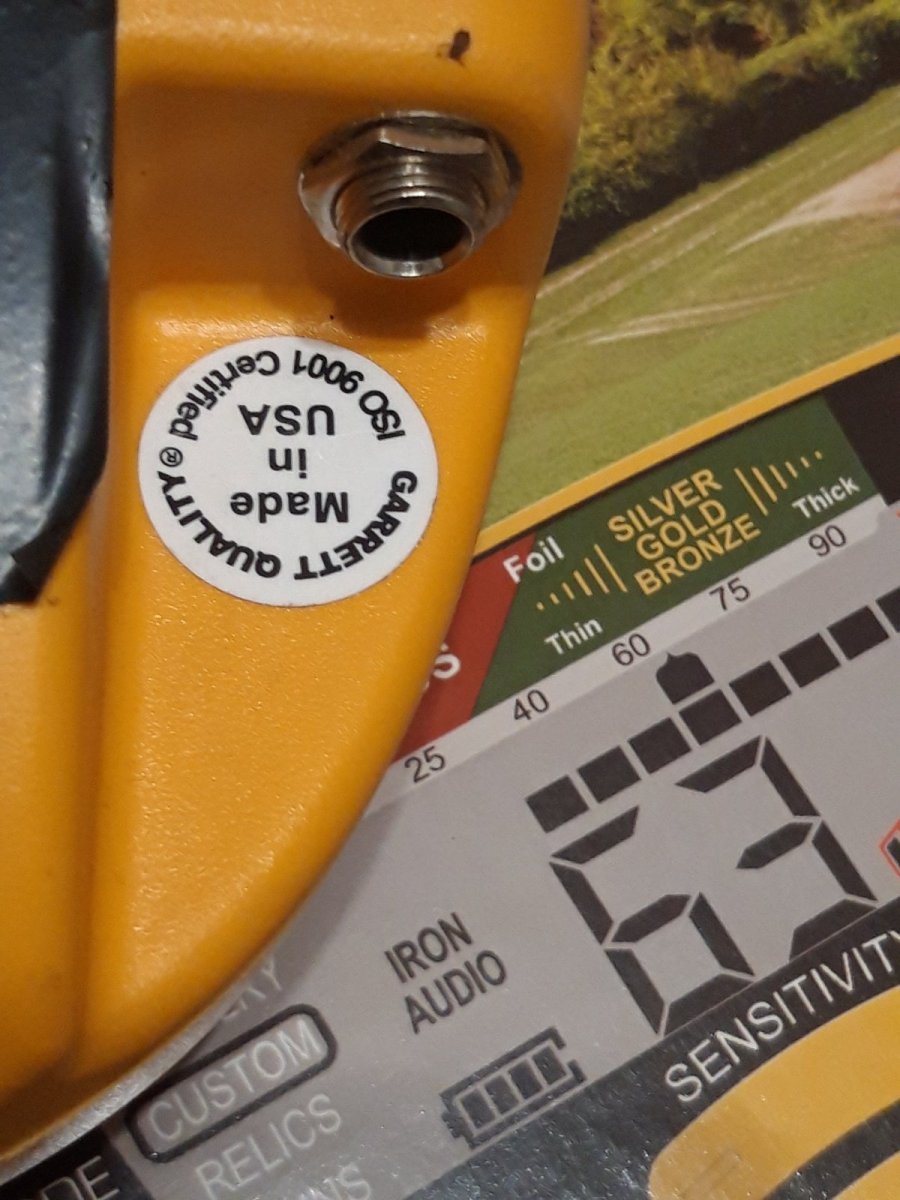 ISO 9001 Certified
Made
in
USA
GARRETT QUALITY®
Foil
SILVER
GOLD
BRONZE
Thin
Thick
25 40 60 75 90
63
IRON
AUDIO
CUSTOM
RELICS
SENSITIVITY